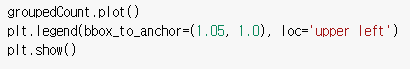 groupedCount.plot()
plt.legend(bbox_to_anchor=(1.05, 1.0), loc='upper left')
plt.show()